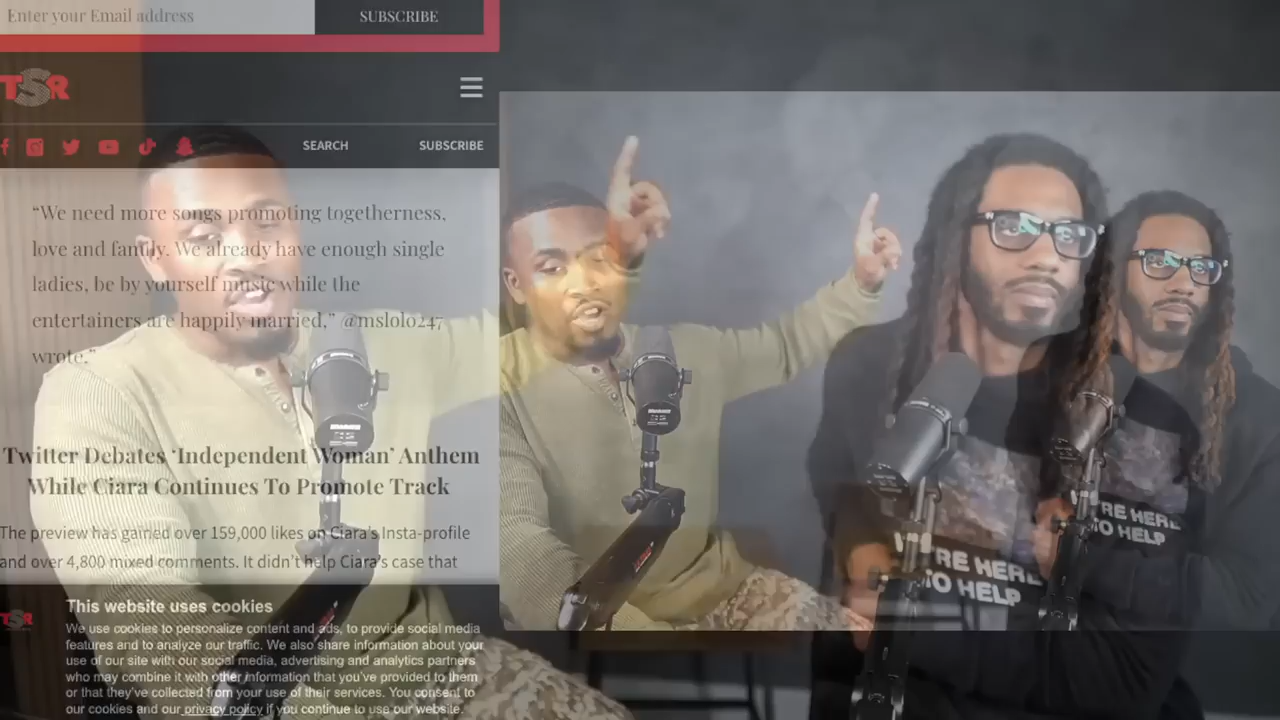 Enter your Email address
SUBSCRIBE
TSR
SEARCH
SUBSCRIBE
“We need more songs promoting togetherness,
love and family. We already have enough single
ladies, be by yourself music while the
entertainers are happily married,” @mslolo247
wrote.”
Twitter Debates ‘Independent Woman’ Anthem
While Ciara Continues To Promote Track
The preview has gained over 159,000 likes on Ciara’s Insta-profile
and over 4,800 mixed comments. It didn’t help Ciara’s case that
TSR
This website uses cookies
We use cookies to personalize content and ads, to provide social media
features and to analyze our traffic. We also share information about your
use of our site with our social media, advertising and analytics partners
who may combine it with other information that you’ve provided to them
or that they’ve collected from your use of their services. You consent to
our cookies and our privacy policy if you continue to use our website.
'RE HERE
TO HELP
'RE HERE
TO HELP